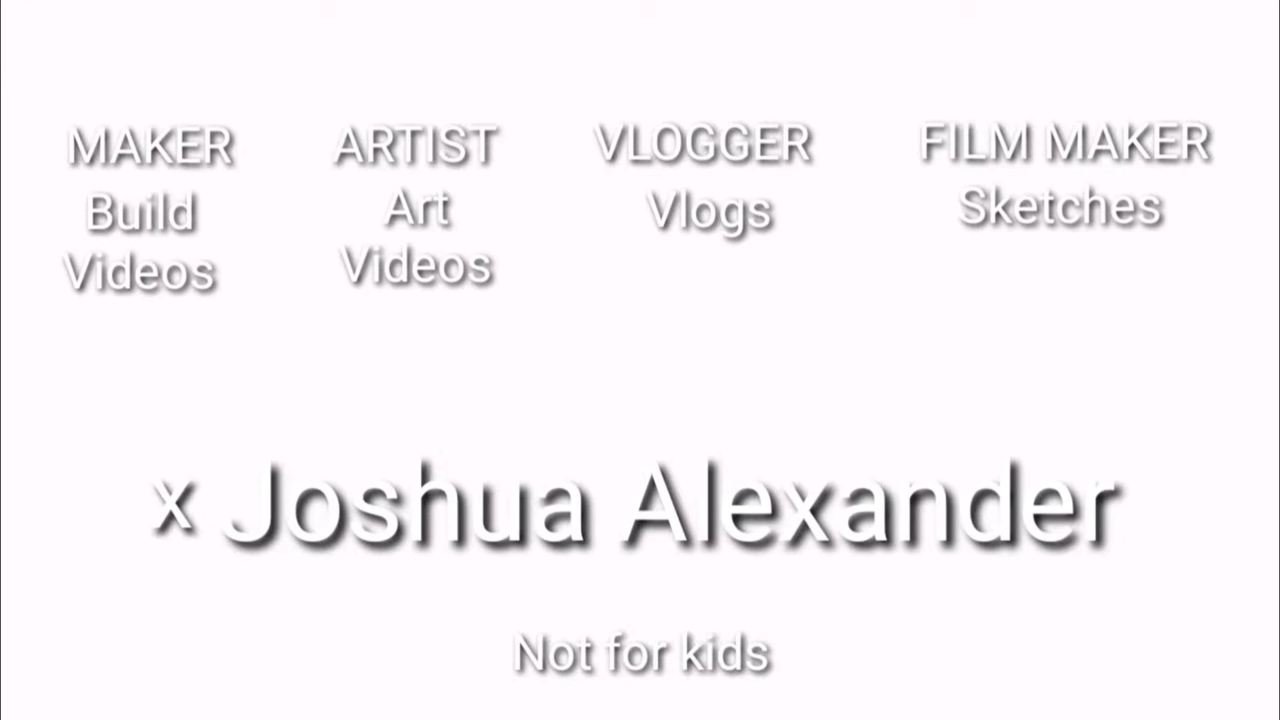 MAKER
Build
Videos
ARTIST
Art
Videos
VLOGGER
Vlogs
FILM MAKER
Sketches
x Joshua Alexander
Not for kids